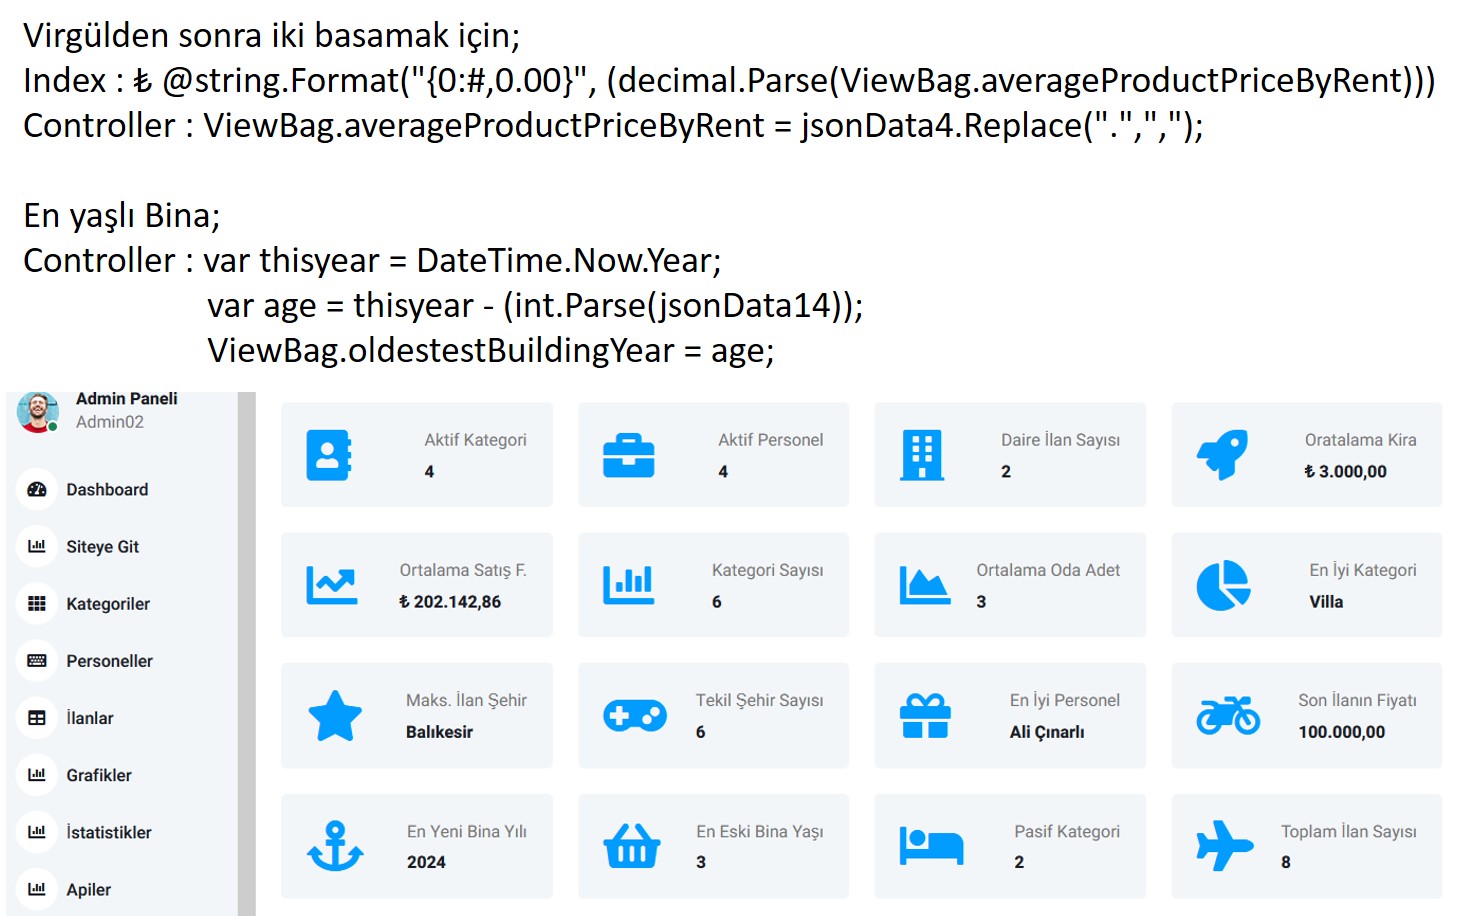 Virgülden sonra iki basamak için;
Index : ₺ @string.Format("{0:#,0.00}", (decimal.Parse(ViewBag.averageProductPriceByRent)))
Controller : ViewBag.averageProductPriceByRent = jsonData4.Replace(".",",");
En yaşlı Bina;
Controller : var thisyear = DateTime.Now.Year;
var age = thisyear - (int.Parse(jsonData14));
ViewBag.oldestestBuildingYear = age;
Admin Paneli
Admin02
Dashboard
Siteye Git
Kategoriler
Personeller
İlanlar
Grafikler
İstatistikler
Apiler
Aktif Kategori
4
Aktif Personel
4
Daire İlan Sayısı
2
Oratalama Kira
₺ 3.000,00
Ortalama Satış F.
₺ 202.142,86
Kategori Sayısı
6
Ortalama Oda Adet
3
En İyi Kategori
Villa
Maks. İlan Şehir
Balıkesir
Tekil Şehir Sayısı
6
En İyi Personel
Ali Çınarlı
Son İlanın Fiyatı
100.000,00
En Yeni Bina Yılı
2024
En Eski Bina Yaşı
3
Pasif Kategori
2
Toplam İlan Sayısı
8